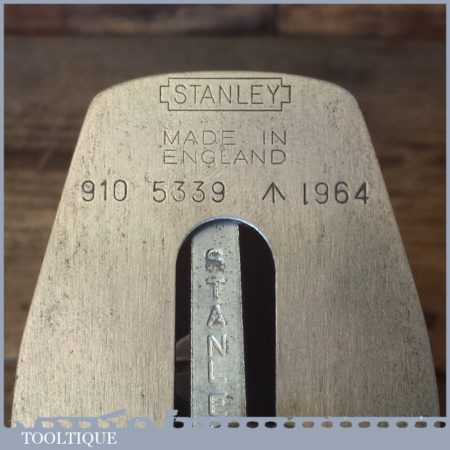 STANLEY
MADE IN
ENGLAND
910 5339 ↑ 1964
STANLE
TOOLTIQUE